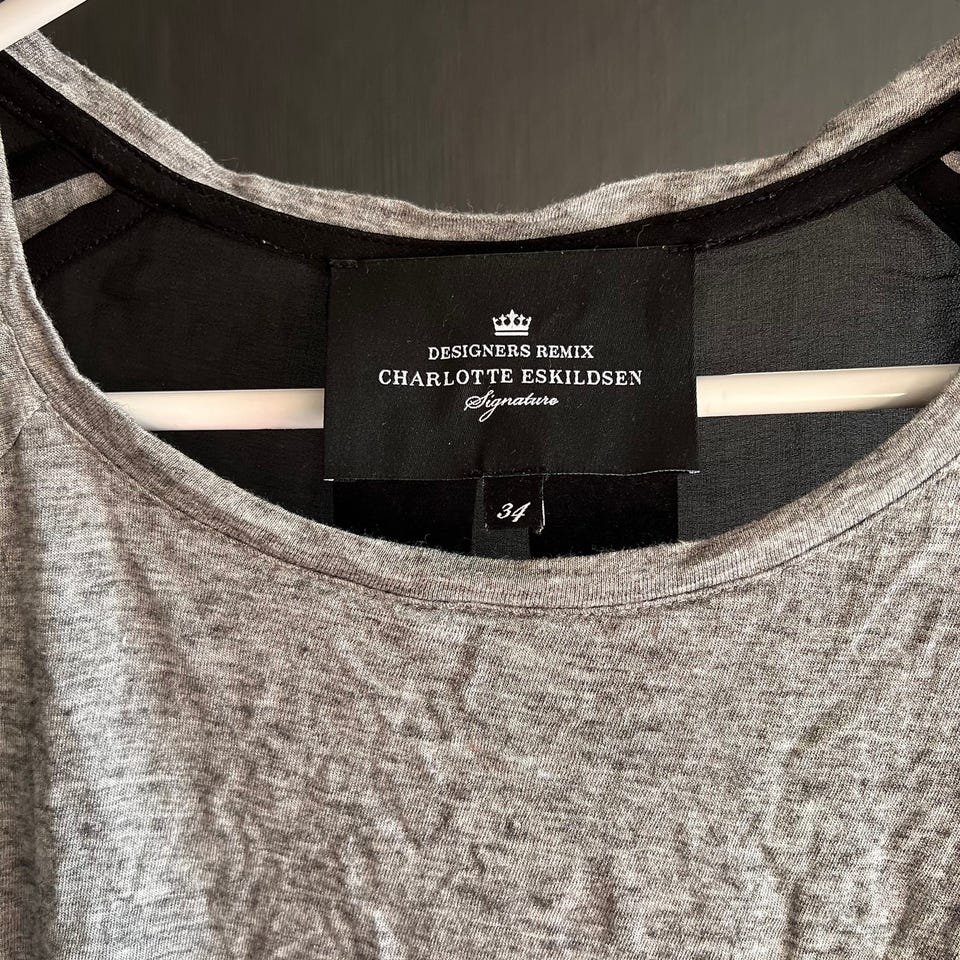 DESIGNERS REMIX
CHARLOTTE ESKILDSEN
Signature
34